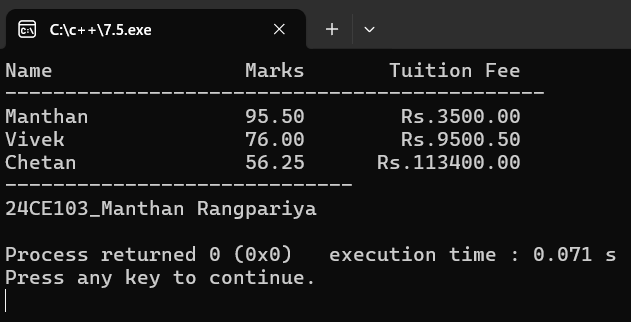 C:\c++\7.5.exe
Name                Marks       Tuition Fee
---------------------------------------------
Manthan             95.50        Rs.3500.00
Vivek               76.00        Rs.9500.50
Chetan              56.25      Rs.113400.00
-----------------------------
24CE103_Manthan Rangpariya
Process returned 0 (0x0)   execution time : 0.071 s
Press any key to continue.